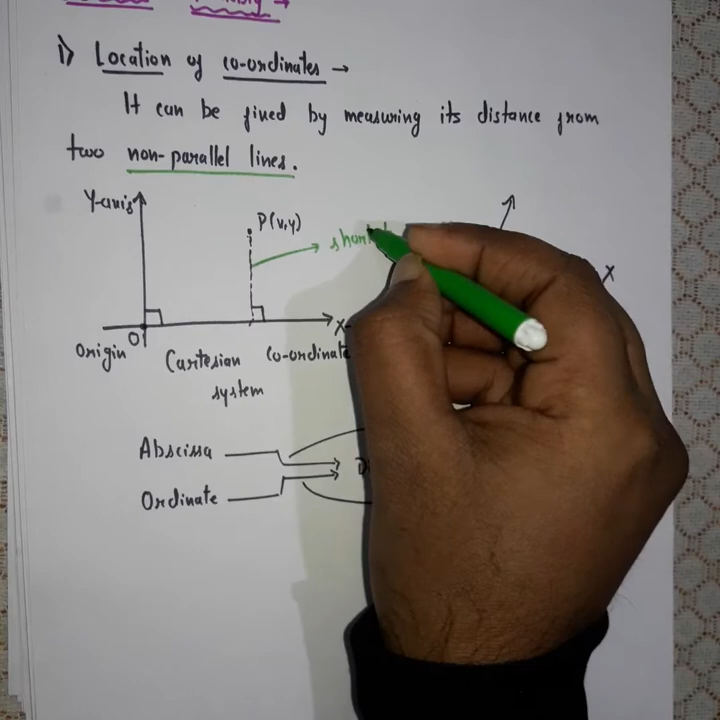 i) Location of co-ordinates →
It can be fixed by measuring its distance from
two non-parallel lines.
Y-axis
P(x,y)
X
X-
O
Origin
Cartesian co-ordinate
system
Abscissa
Ordinate